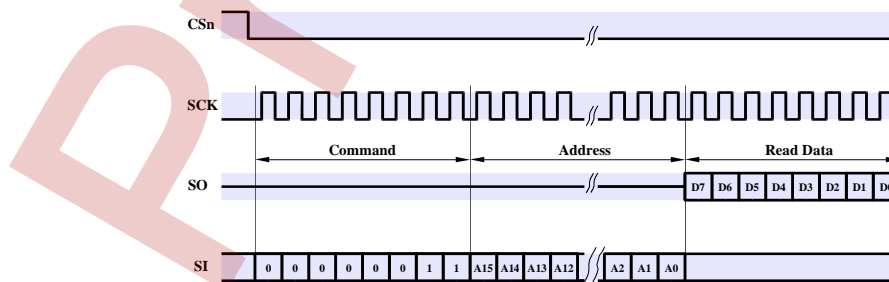 CSn
SCK
Command Address Read Data
SO D7 D6 D5 D4 D3 D2 D1
SI 0 0 0 0 0 0 1 1 A15 A14 A13 A12 A2 A1 A0